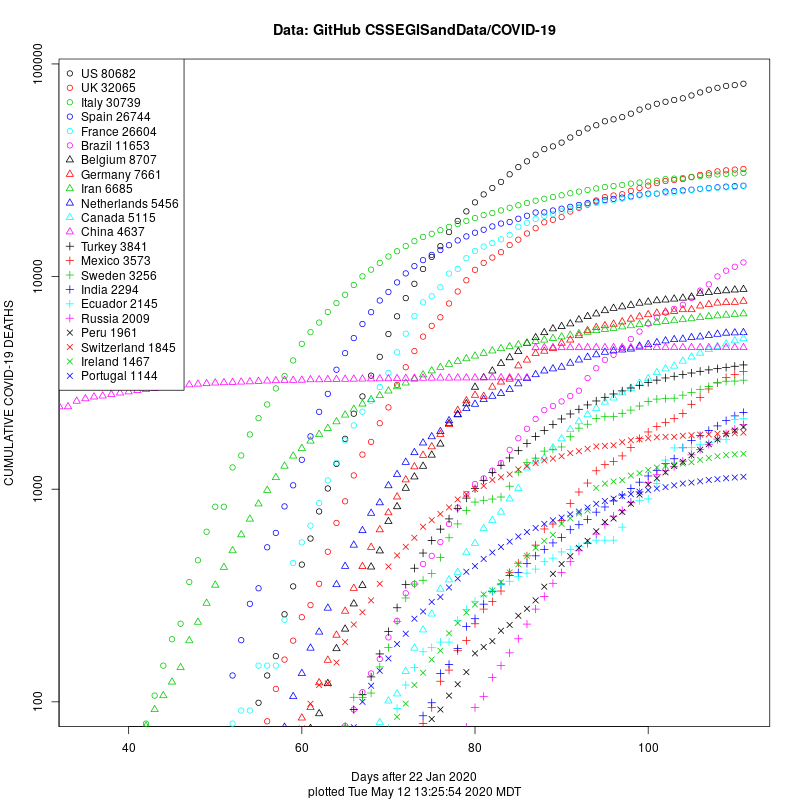 Data: GitHub CSSEGISandData/COVID-19
CUMULATIVE COVID-19 DEATHS
100000
10000
1000
100
US 80682
UK 32065
Italy 30739
Spain 26744
France 26604
Brazil 11653
Belgium 8707
Germany 7661
Iran 6685
Netherlands 5456
Canada 5115
China 4637
Turkey 3841
Mexico 3573
Sweden 3256
India 2294
Ecuador 2145
Russia 2009
Peru 1961
Switzerland 1845
Ireland 1467
Portugal 1144
40 60 80 100
Days after 22 Jan 2020
plotted Tue May 12 13:25:54 2020 MDT